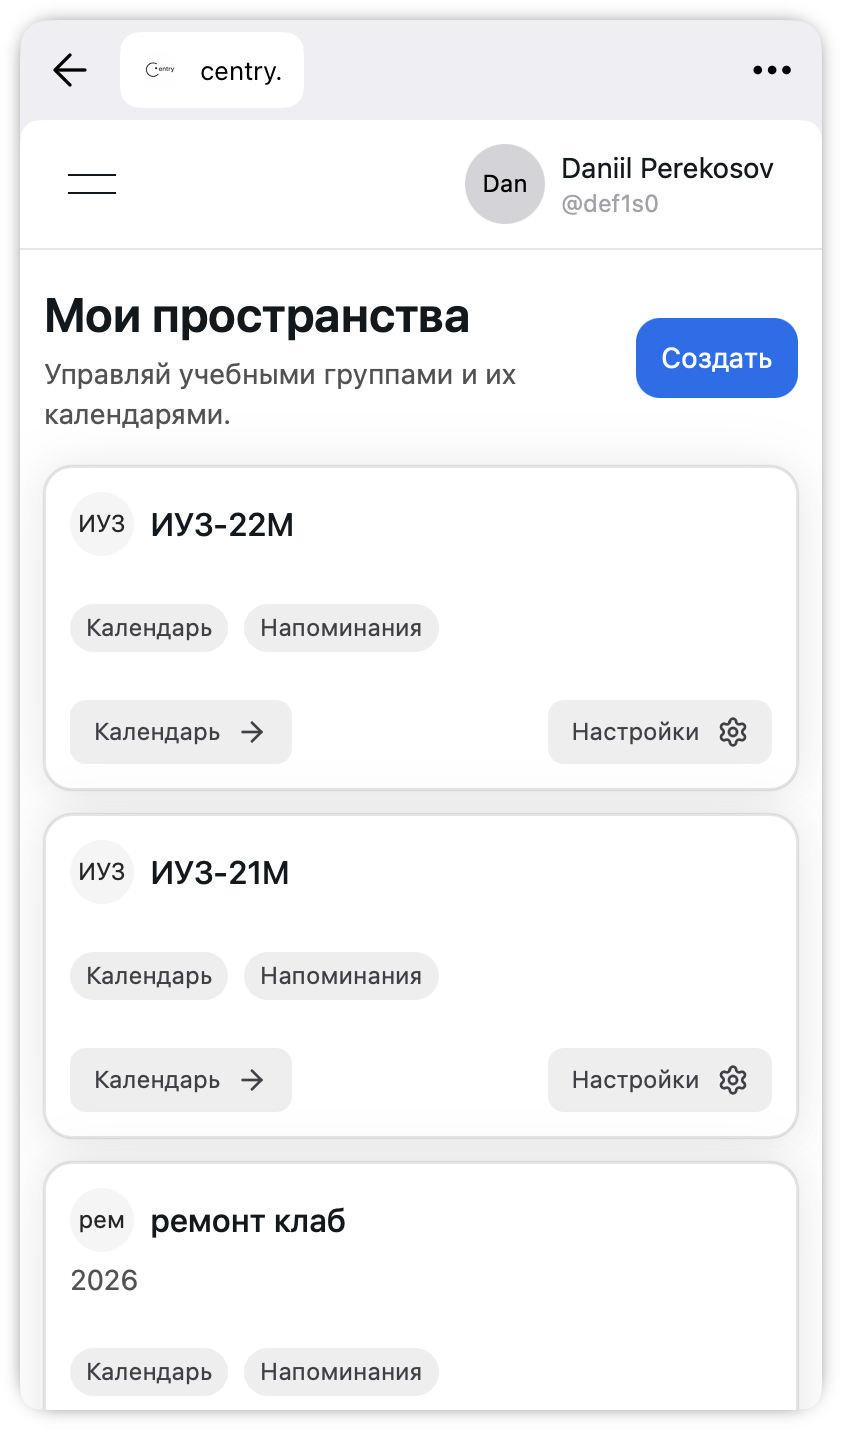 Centry
centry.
Dan
Daniil Perekosov
@def1s0
Мои пространства
Управляй учебными группами и их
календарями.
Создать
ИУЗ
ИУЗ-22М
Календарь
Напоминания
Календарь
Настройки
ИУЗ
ИУЗ-21М
Календарь
Напоминания
Календарь
Настройки
рем
ремонт клаб
2026
Календарь
Напоминания